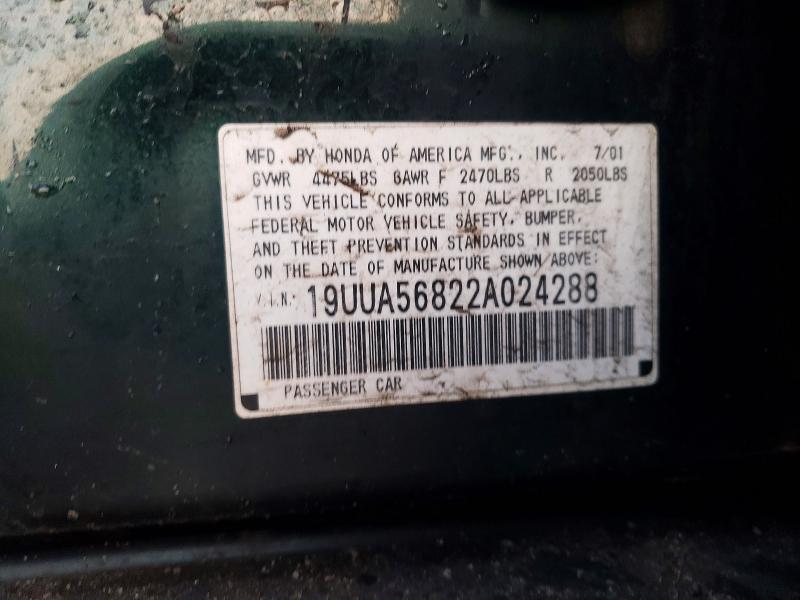 MFD. BY HONDA OF AMERICA MFG., INC. 7/01
GVWR 4475LBS GAWR F 2470LBS R 2050LBS
THIS VEHICLE CONFORMS TO ALL APPLICABLE
FEDERAL MOTOR VEHICLE SAFETY, BUMPER,
AND THEFT PREVENTION STANDARDS IN EFFECT
ON THE DATE OF MANUFACTURE SHOWN ABOVE:
V.I.N.: 19UUA56822A024288
PASSENGER CAR